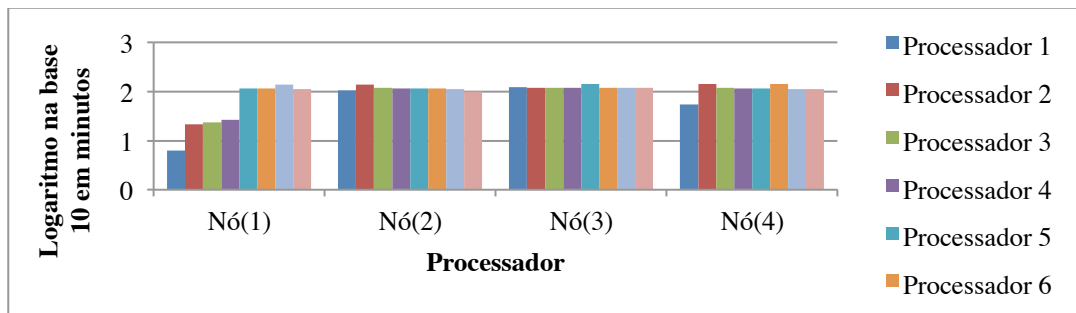 Logaritmo na base
10 em minutos
3
2
1
0
Nó(1) Nó(2) Nó(3) Nó(4)
Processador
Processador 1
Processador 2
Processador 3
Processador 4
Processador 5
Processador 6